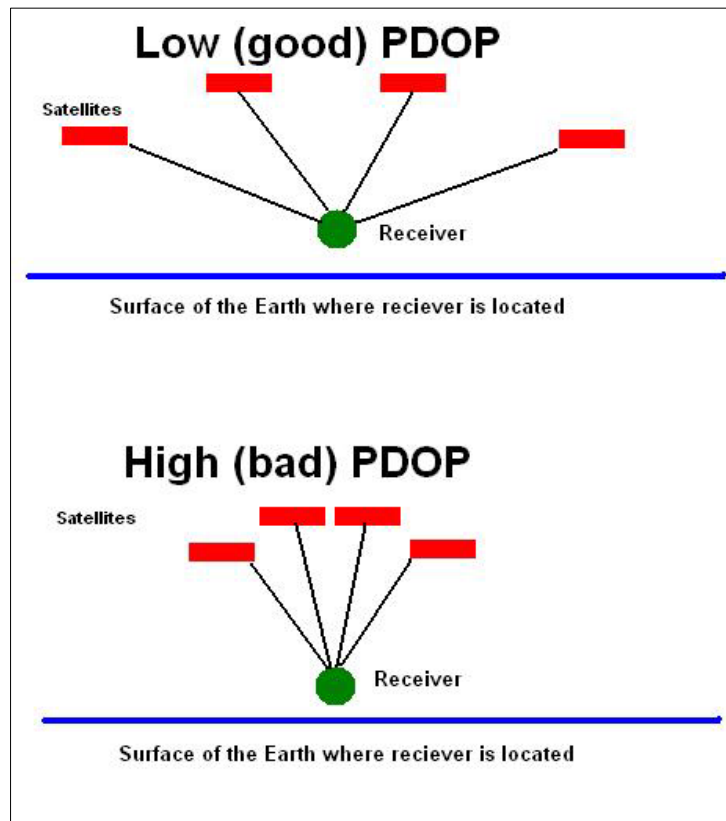 Low (good) PDOP
Satellites
Receiver
Surface of the Earth where reciever is located
High (bad) PDOP
Satellites
Receiver
Surface of the Earth where reciever is located